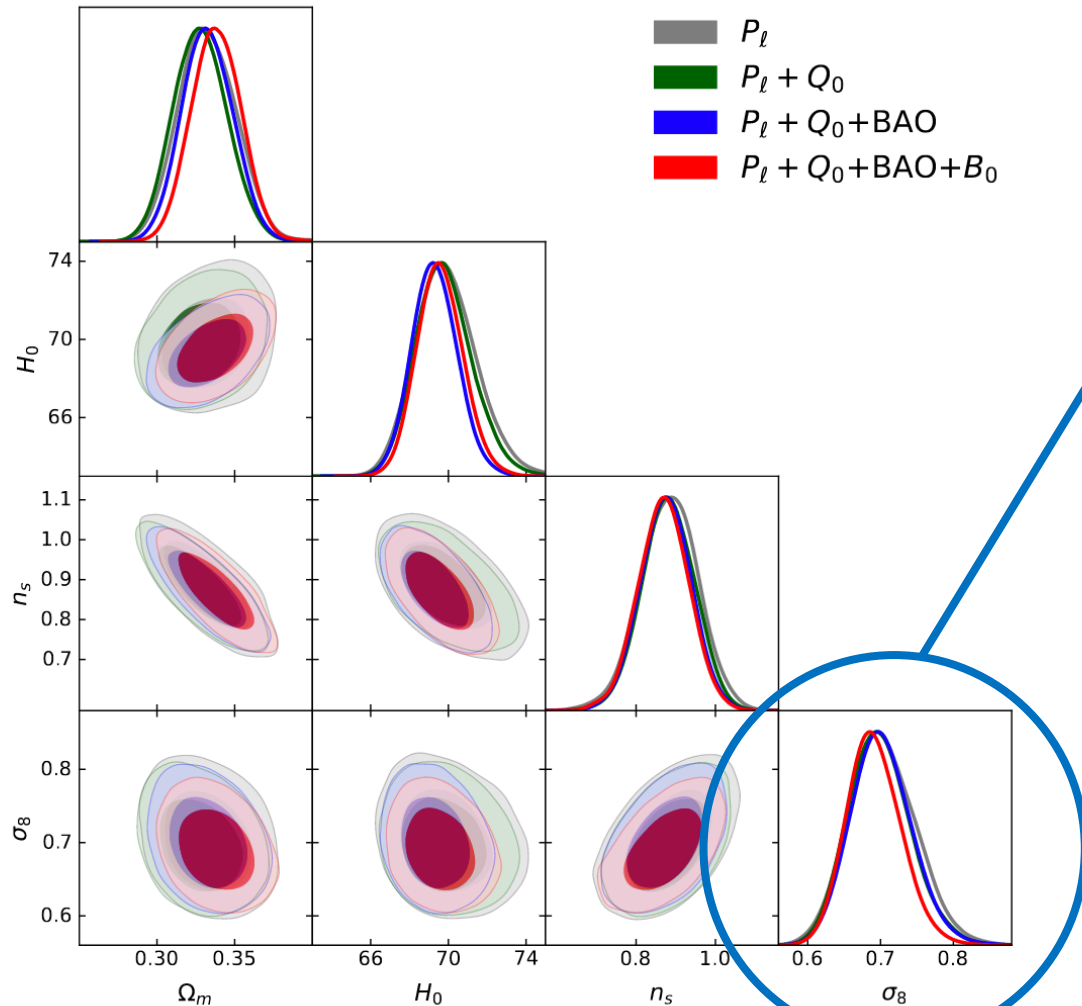 P_ℓ
P_ℓ + Q_0
P_ℓ + Q_0+BAO
P_ℓ + Q_0+BAO+B_0
74
70
66
H_0
1.1
1.0
0.9
0.8
0.7
n_s
0.8
0.7
0.6
σ_8
0.30 0.35
66 70 74
0.8 1.0
0.6 0.7 0.8
Ω_m H_0 n_s σ_8